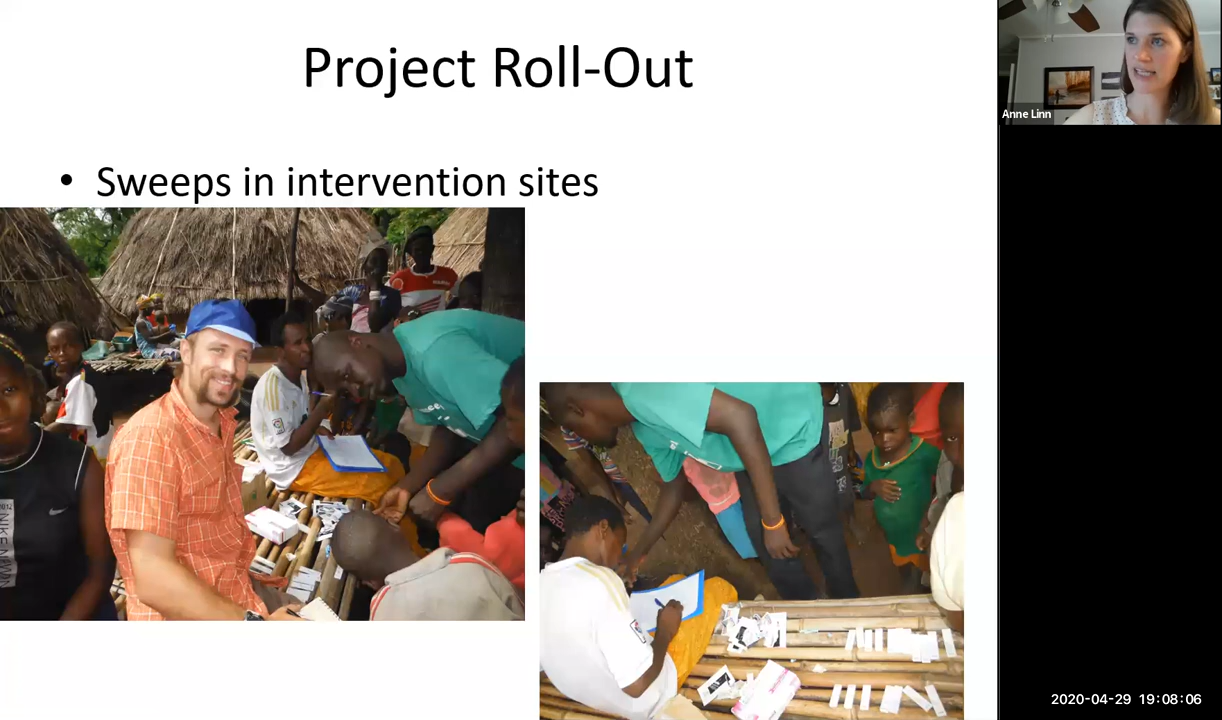 Project Roll-Out
• Sweeps in intervention sites
Anne Linn
2020-04-29 19:08:06